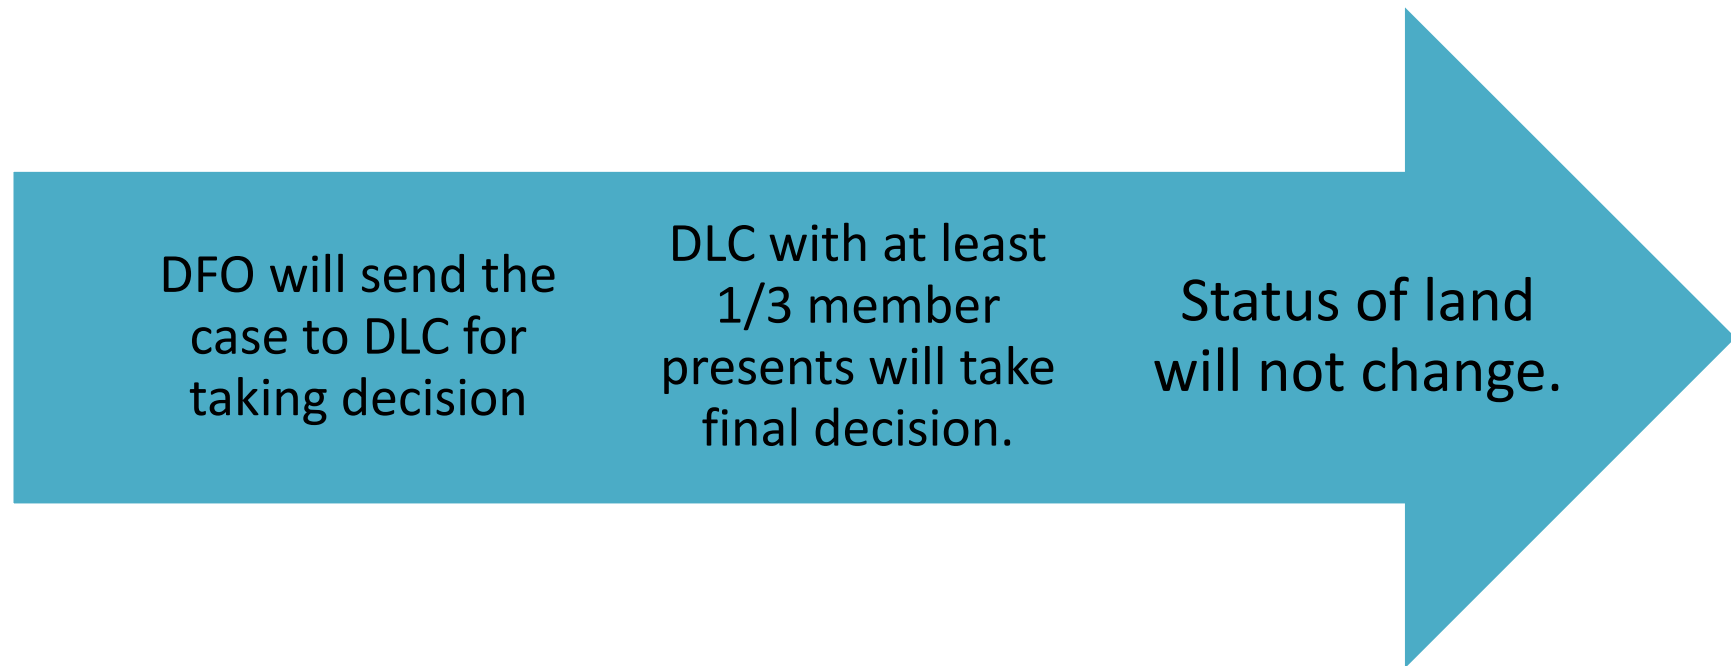 DFO will send the
case to DLC for
taking decision
DLC with at least
1/3 member
presents will take
final decision.
Status of land
will not change.